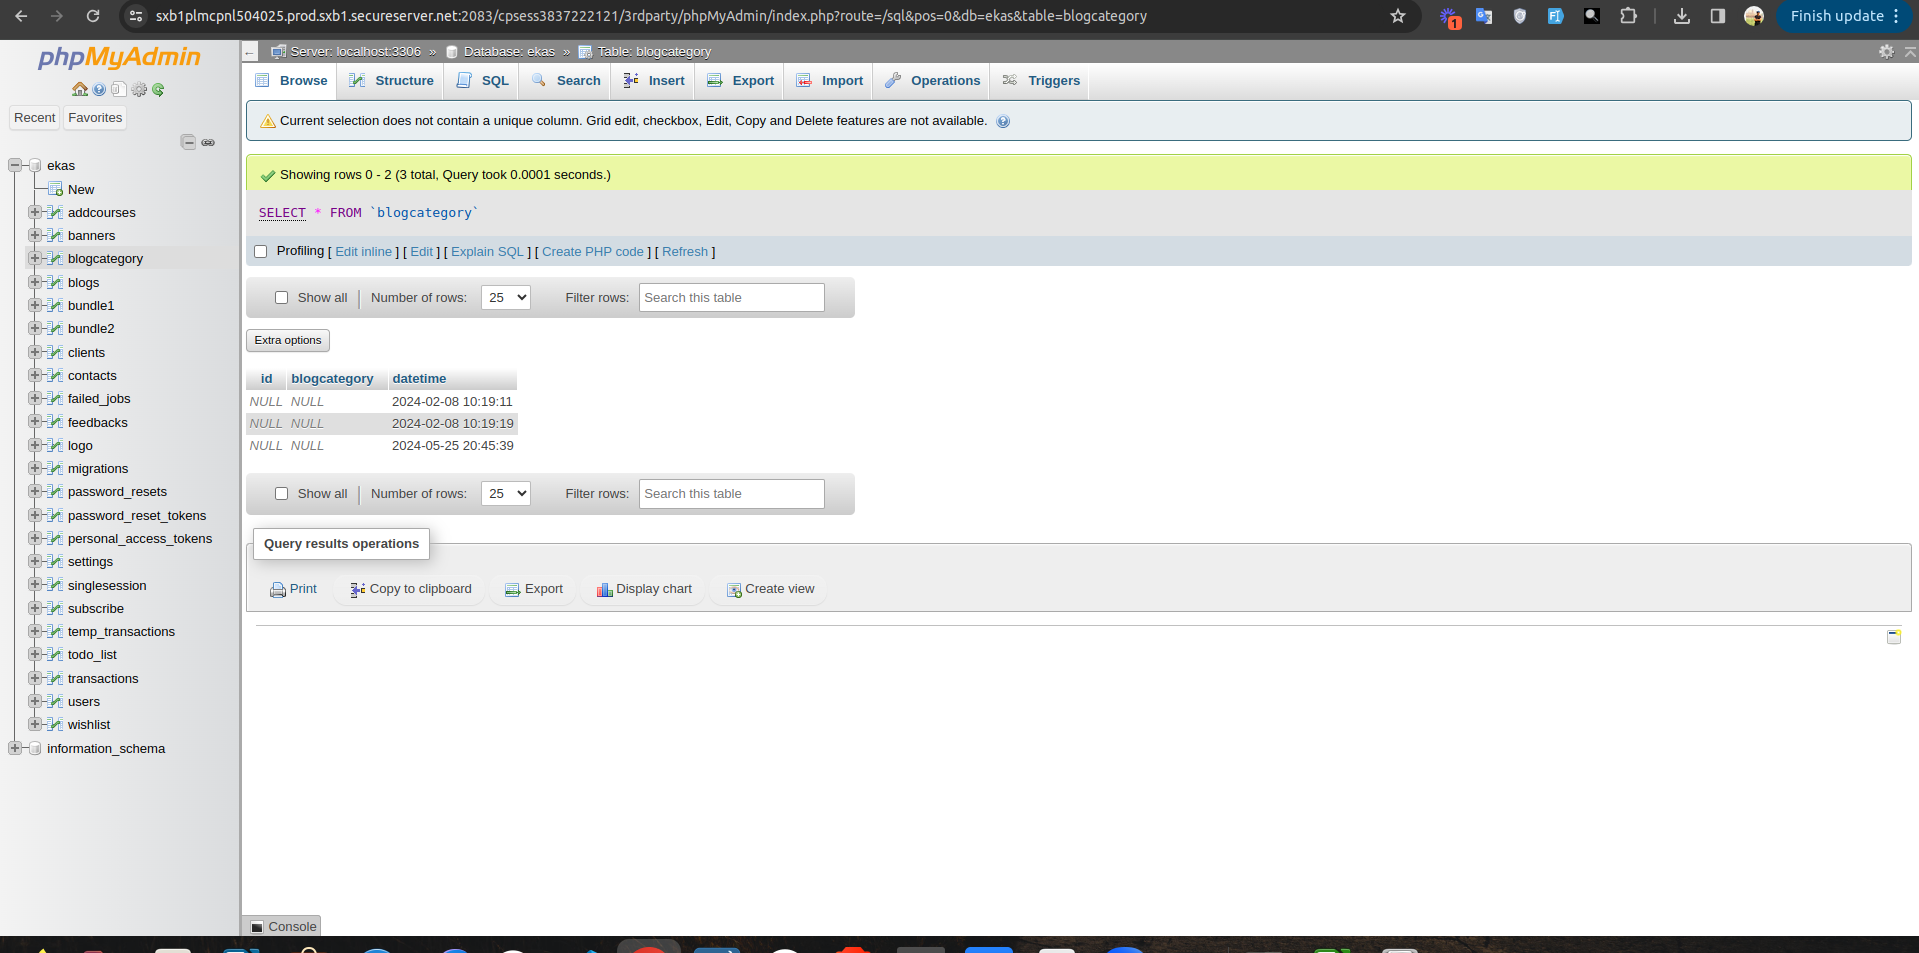 sxb1plmcpnl504025.prod.sxb1.secureserver.net:2083/cpsess3837222121/3rdparty/phpMyAdmin/index.php?route=/sql&pos=0&db=ekas&table=blogcategory
1
Finish update
phpMyAdmin
Recent Favorites
ekas
New
addcourses
banners
blogcategory
blogs
bundle1
bundle2
clients
contacts
failed_jobs
feedbacks
logo
migrations
password_resets
password_reset_tokens
personal_access_tokens
settings
singlesession
subscribe
temp_transactions
todo_list
transactions
users
wishlist
information_schema
Server: localhost:3306 » Database: ekas » Table: blogcategory
Browse Structure SQL Search Insert Export Import Operations Triggers
Current selection does not contain a unique column. Grid edit, checkbox, Edit, Copy and Delete features are not available.
Showing rows 0 - 2 (3 total, Query took 0.0001 seconds.)
SELECT * FROM `blogcategory`
Profiling [ Edit inline ] [ Edit ] [ Explain SQL ] [ Create PHP code ] [ Refresh ]
Show all Number of rows: 25 Filter rows: Search this table
Extra options
id blogcategory datetime
NULL NULL 2024-02-08 10:19:11
NULL NULL 2024-02-08 10:19:19
NULL NULL 2024-05-25 20:45:39
Show all Number of rows: 25 Filter rows: Search this table
Query results operations
Print Copy to clipboard Export Display chart Create view
Console